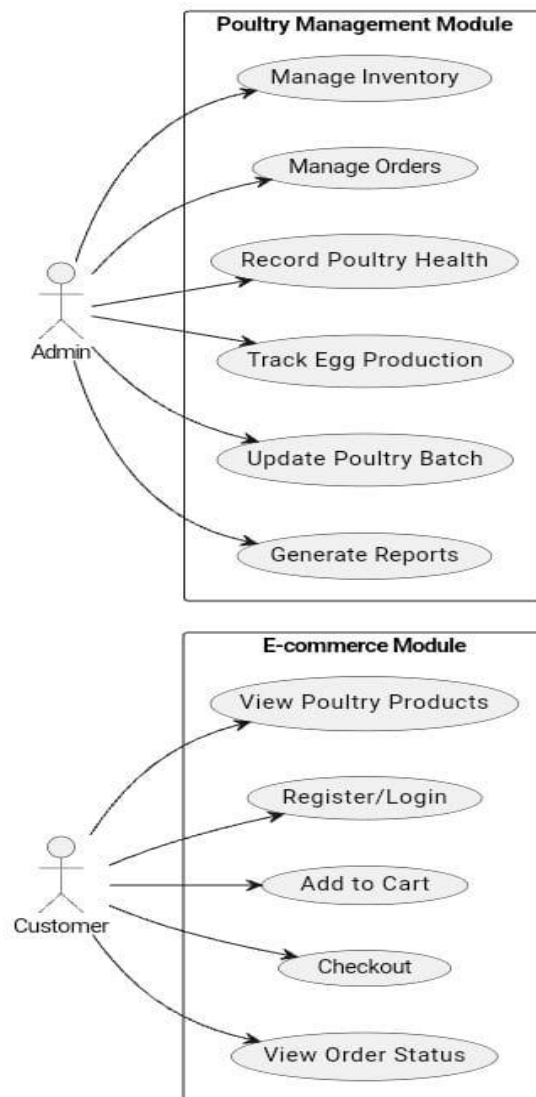 Poultry Management Module
Manage Inventory
Manage Orders
Record Poultry Health
Admin
Track Egg Production
Update Poultry Batch
Generate Reports
E-commerce Module
View Poultry Products
Register/Login
Add to Cart
Customer
Checkout
View Order Status